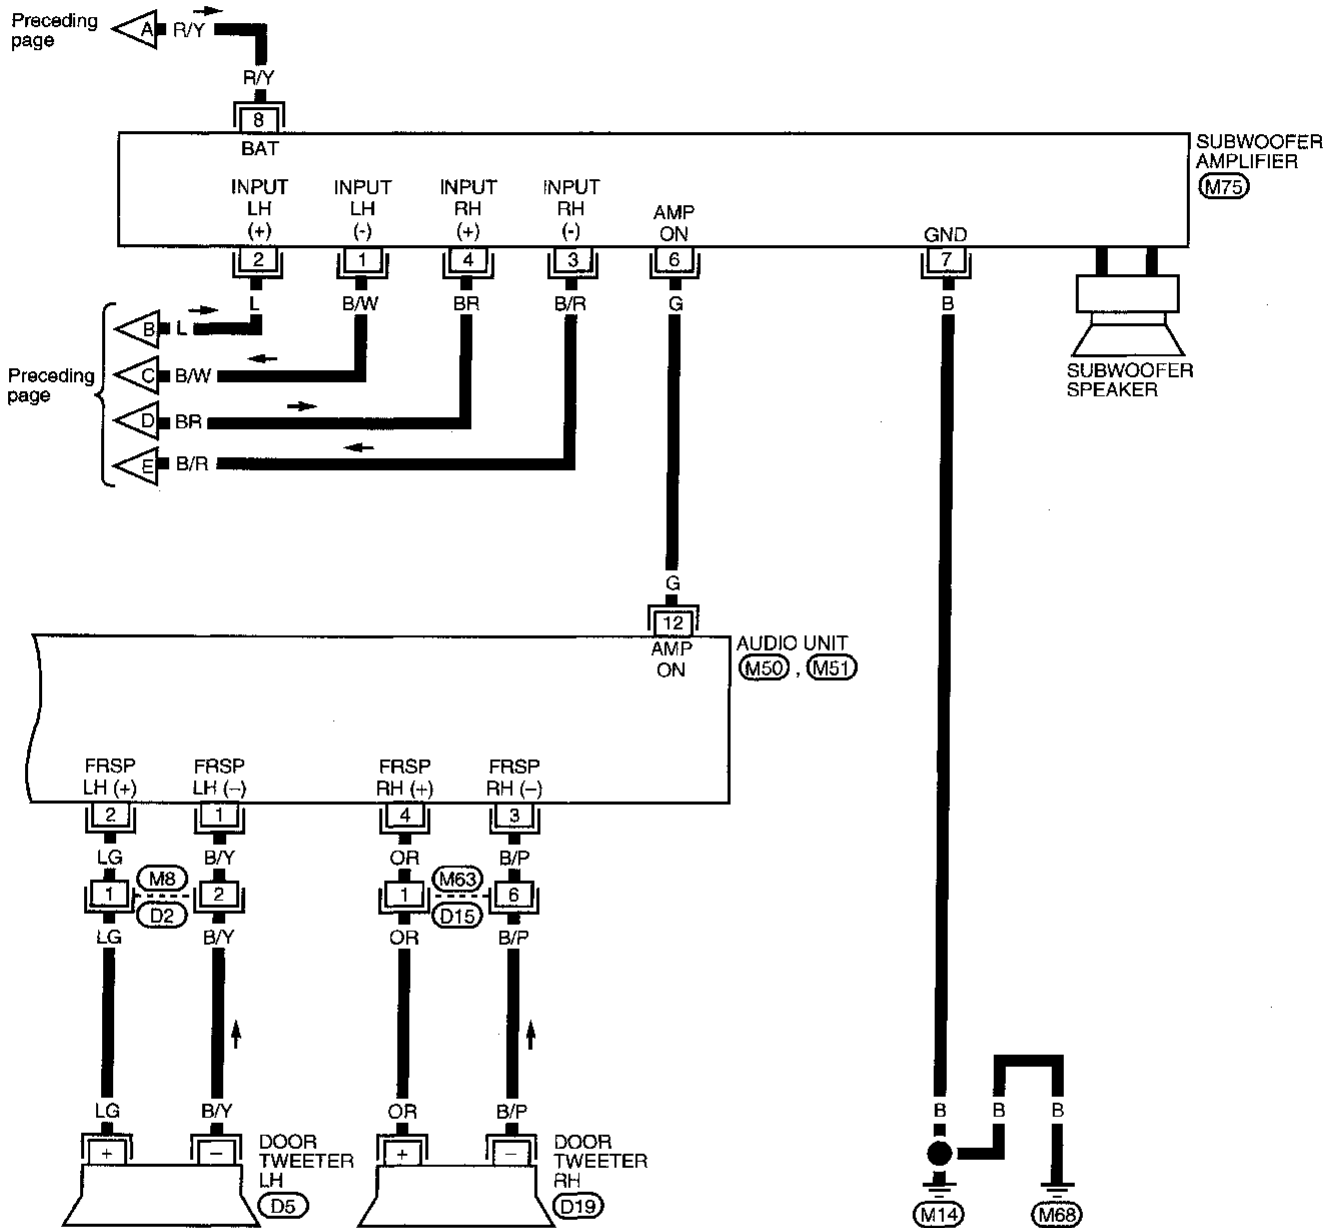 Preceding
page
A R/Y
R/Y
8
BAT
SUBWOOFER
AMPLIFIER
M75
INPUT
LH
(+)
INPUT
LH
(-)
INPUT
RH
(+)
INPUT
RH
(-)
AMP
ON
GND
2 1 4 3 6 7
L B/W BR B/R G B
Preceding
page
B L
C B/W
D BR
E B/R
SUBWOOFER
SPEAKER
G
12
AMP
ON
AUDIO UNIT
M50 , M51
FRSP
LH (+)
FRSP
LH (–)
FRSP
RH (+)
FRSP
RH (–)
2 1 4 3
LG B/Y OR B/P
1 M8 2 1 M63 6
D2 D15
LG B/Y OR B/P
LG B/Y OR B/P
B B B
+ – + –
DOOR
TWEETER
LH
D5
DOOR
TWEETER
RH
D19
M14 M68